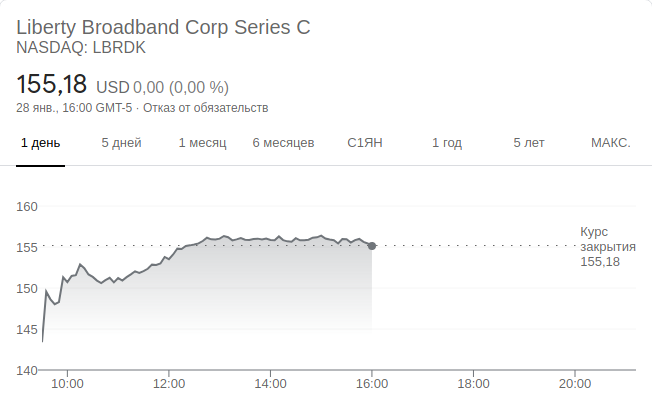 Liberty Broadband Corp Series C
NASDAQ: LBRDK
155,18 USD 0,00 (0,00 %)
28 янв., 16:00 GMT-5 · Отказ от обязательств
1 день 5 дней 1 месяц 6 месяцев С1ЯН 1 год 5 лет МАКС.
160
155
150
145
140
Курс
закрытия
155,18
10:00 12:00 14:00 16:00 18:00 20:00